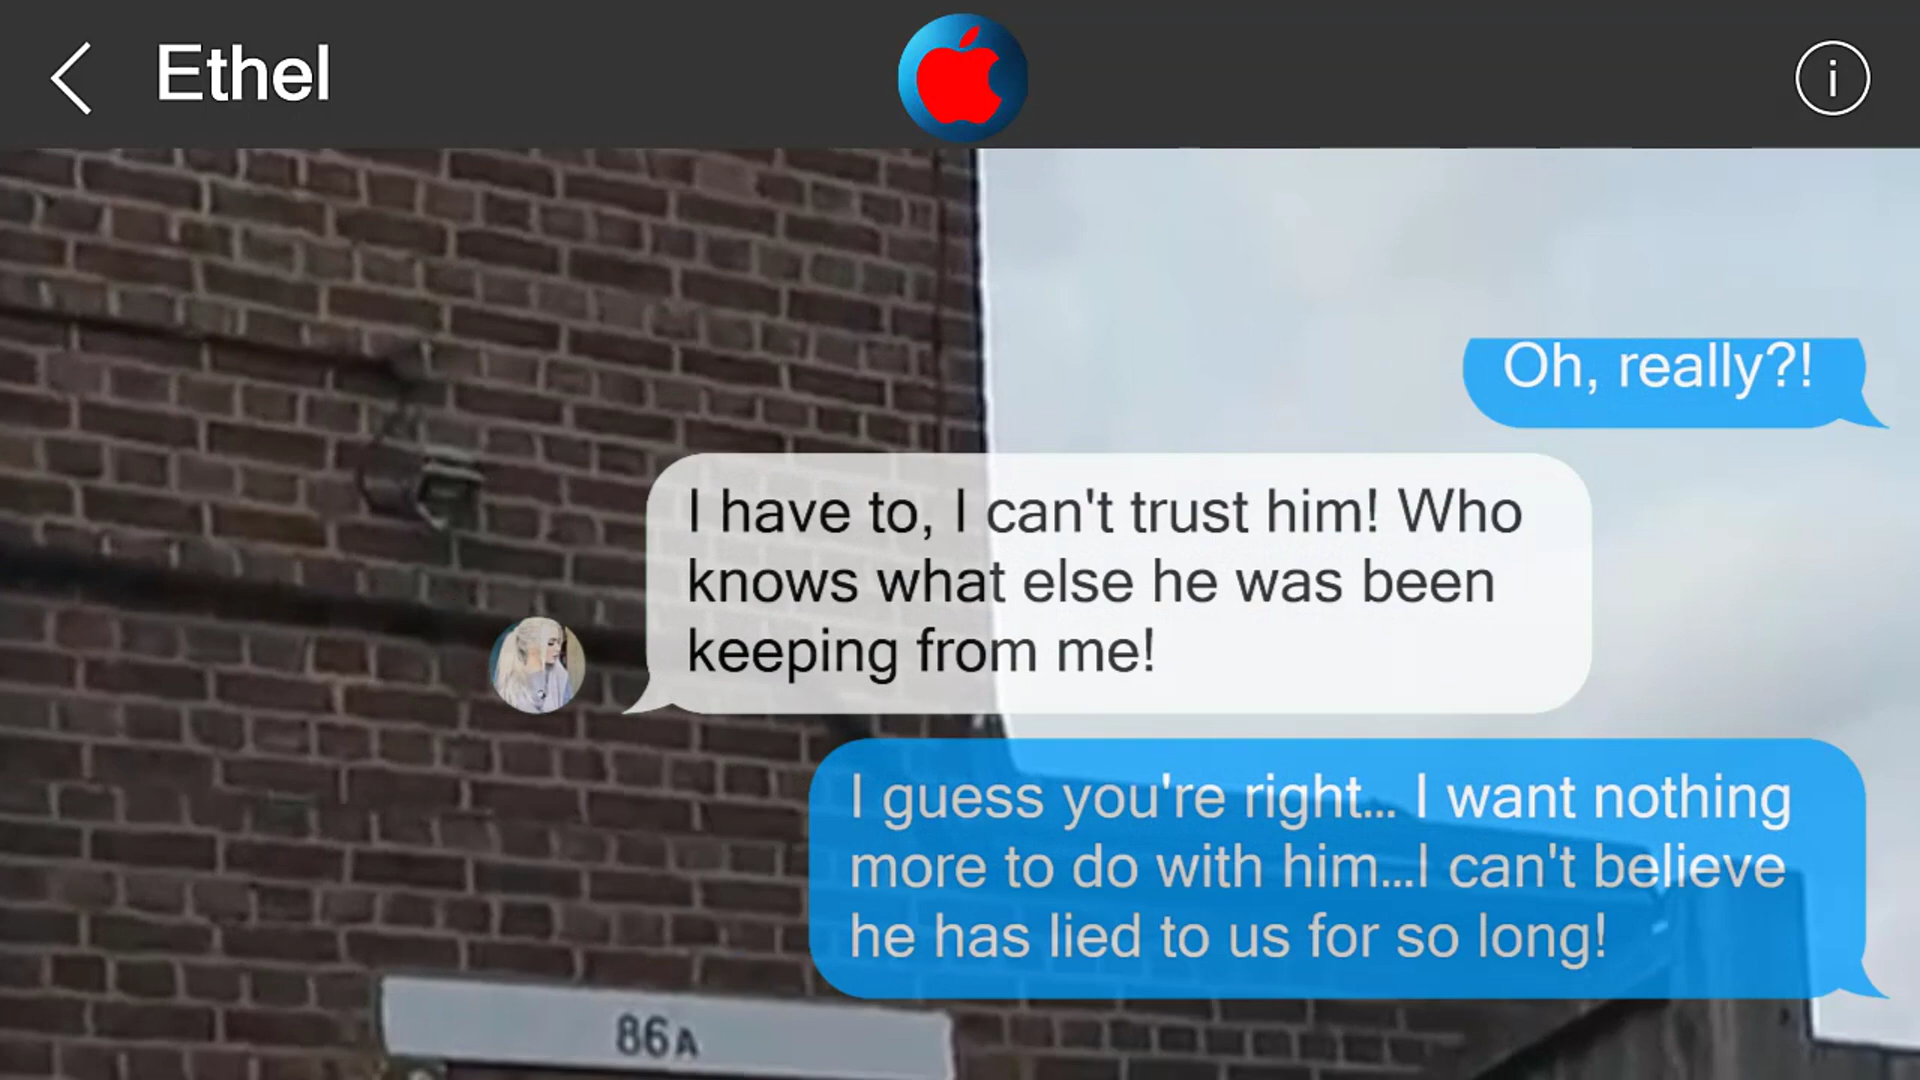 Ethel
Oh, really?!
I have to, I can't trust him! Who
knows what else he was been
keeping from me!
I guess you're right... I want nothing
more to do with him...I can't believe
he has lied to us for so long!
86A